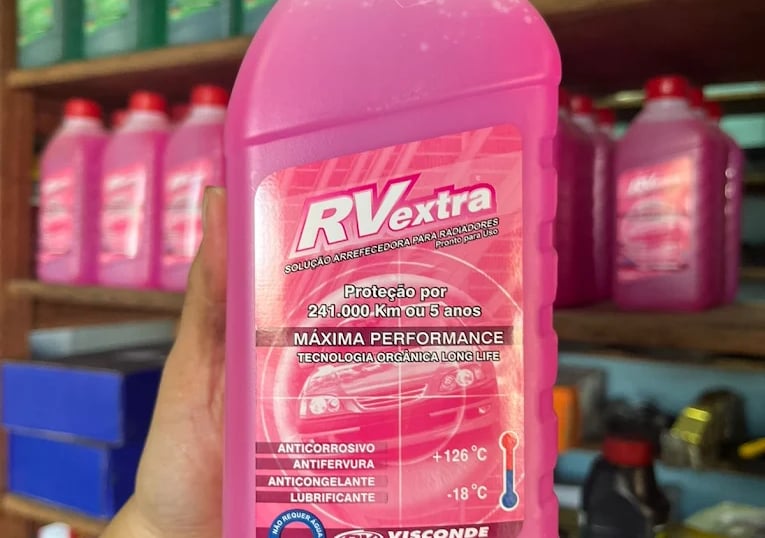 RVextra
SOLUÇÃO ARREFECEDORA PARA RADIADORES
Pronto para Uso
Proteção por
241.000 Km ou 5 anos
MÁXIMA PERFORMANCE
TECNOLOGIA ORGÂNICA LONG LIFE
ANTICORROSIVO
ANTIFERVURA
ANTICONGELANTE
LUBRIFICANTE
+126 °C
-18 °C
NÃO REQUER ÁGUA
VISCONDE
RVextra